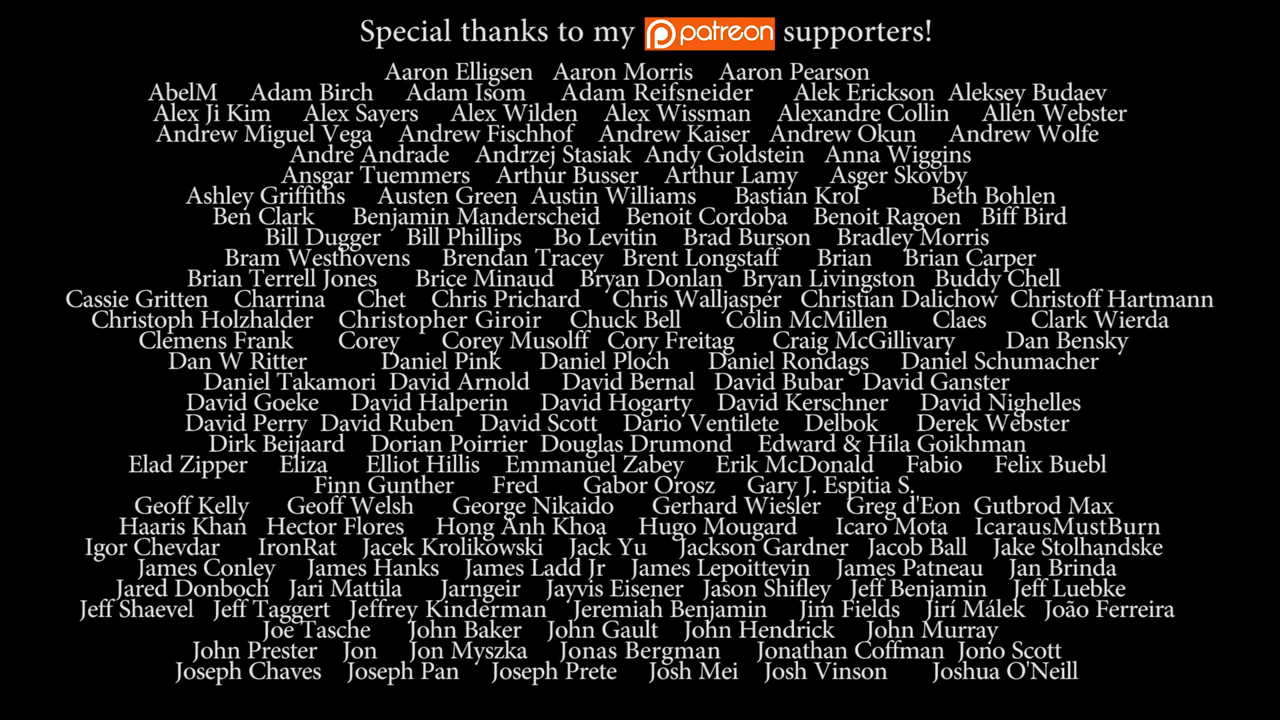 Special thanks to my patreon supporters!
Aaron Elligsen Aaron Morris Aaron Pearson
AbelM Adam Birch Adam Isom Adam Reifsneider Alek Erickson Aleksey Budaev
Alex Ji Kim Alex Sayers Alex Wilden Alex Wissman Alexandre Collin Allen Webster
Andrew Miguel Vega Andrew Fischhof Andrew Kaiser Andrew Okun Andrew Wolfe
Andre Andrade Andrzej Stasiak Andy Goldstein Anna Wiggins
Ansgar Tuemmers Arthur Busser Arthur Lamy Asger Skovby
Ashley Griffiths Austen Green Austin Williams Bastian Krol Beth Bohlen
Ben Clark Benjamin Manderscheid Benoit Cordoba Benoit Ragoen Biff Bird
Bill Dugger Bill Phillips Bo Levitin Brad Burson Bradley Morris
Bram Westhovens Brendan Tracey Brent Longstaff Brian Brian Carper
Brian Terrell Jones Brice Minaud Bryan Donlan Bryan Livingston Buddy Chell
Cassie Gritten Charrina Chet Chris Prichard Chris Walljasper Christian Dalichow Christoff Hartmann
Christoph Holzhalder Christopher Giroir Chuck Bell Colin McMillen Claes Clark Wierda
Clemens Frank Corey Corey Musolff Cory Freitag Craig McGillivary Dan Bensky
Dan W Ritter Daniel Pink Daniel Ploch Daniel Rondags Daniel Schumacher
Daniel Takamori David Arnold David Bernal David Bubar David Ganster
David Goeke David Halperin David Hogarty David Kerschner David Nighelles
David Perry David Ruben David Scott Dario Ventilete Delbok Derek Webster
Dirk Beijaard Dorian Poirrier Douglas Drumond Edward & Hila Goikhman
Elad Zipper Eliza Elliot Hillis Emmanuel Zabey Erik McDonald Fabio Felix Buebl
Finn Gunther Fred Gabor Orosz Gary J. Espitia S.
Geoff Kelly Geoff Welsh George Nikaido Gerhard Wiesler Greg d'Eon Gutbrod Max
Haaris Khan Hector Flores Hong Anh Khoa Hugo Mougard Icaro Mota IcarausMustBurn
Igor Chevdar IronRat Jacek Krolikowski Jack Yu Jackson Gardner Jacob Ball Jake Stolhandske
James Conley James Hanks James Ladd Jr James Lepoittevin James Patneau Jan Brinda
Jared Donboch Jari Mattila Jarngeir Jayvis Eisener Jason Shifley Jeff Benjamin Jeff Luebke
Jeff Shaevel Jeff Taggert Jeffrey Kinderman Jeremiah Benjamin Jim Fields Jirí Málek João Ferreira
Joe Tasche John Baker John Gault John Hendrick John Murray
John Prester Jon Jon Myszka Jonas Bergman Jonathan Coffman Jono Scott
Joseph Chaves Joseph Pan Joseph Prete Josh Mei Josh Vinson Joshua O'Neill